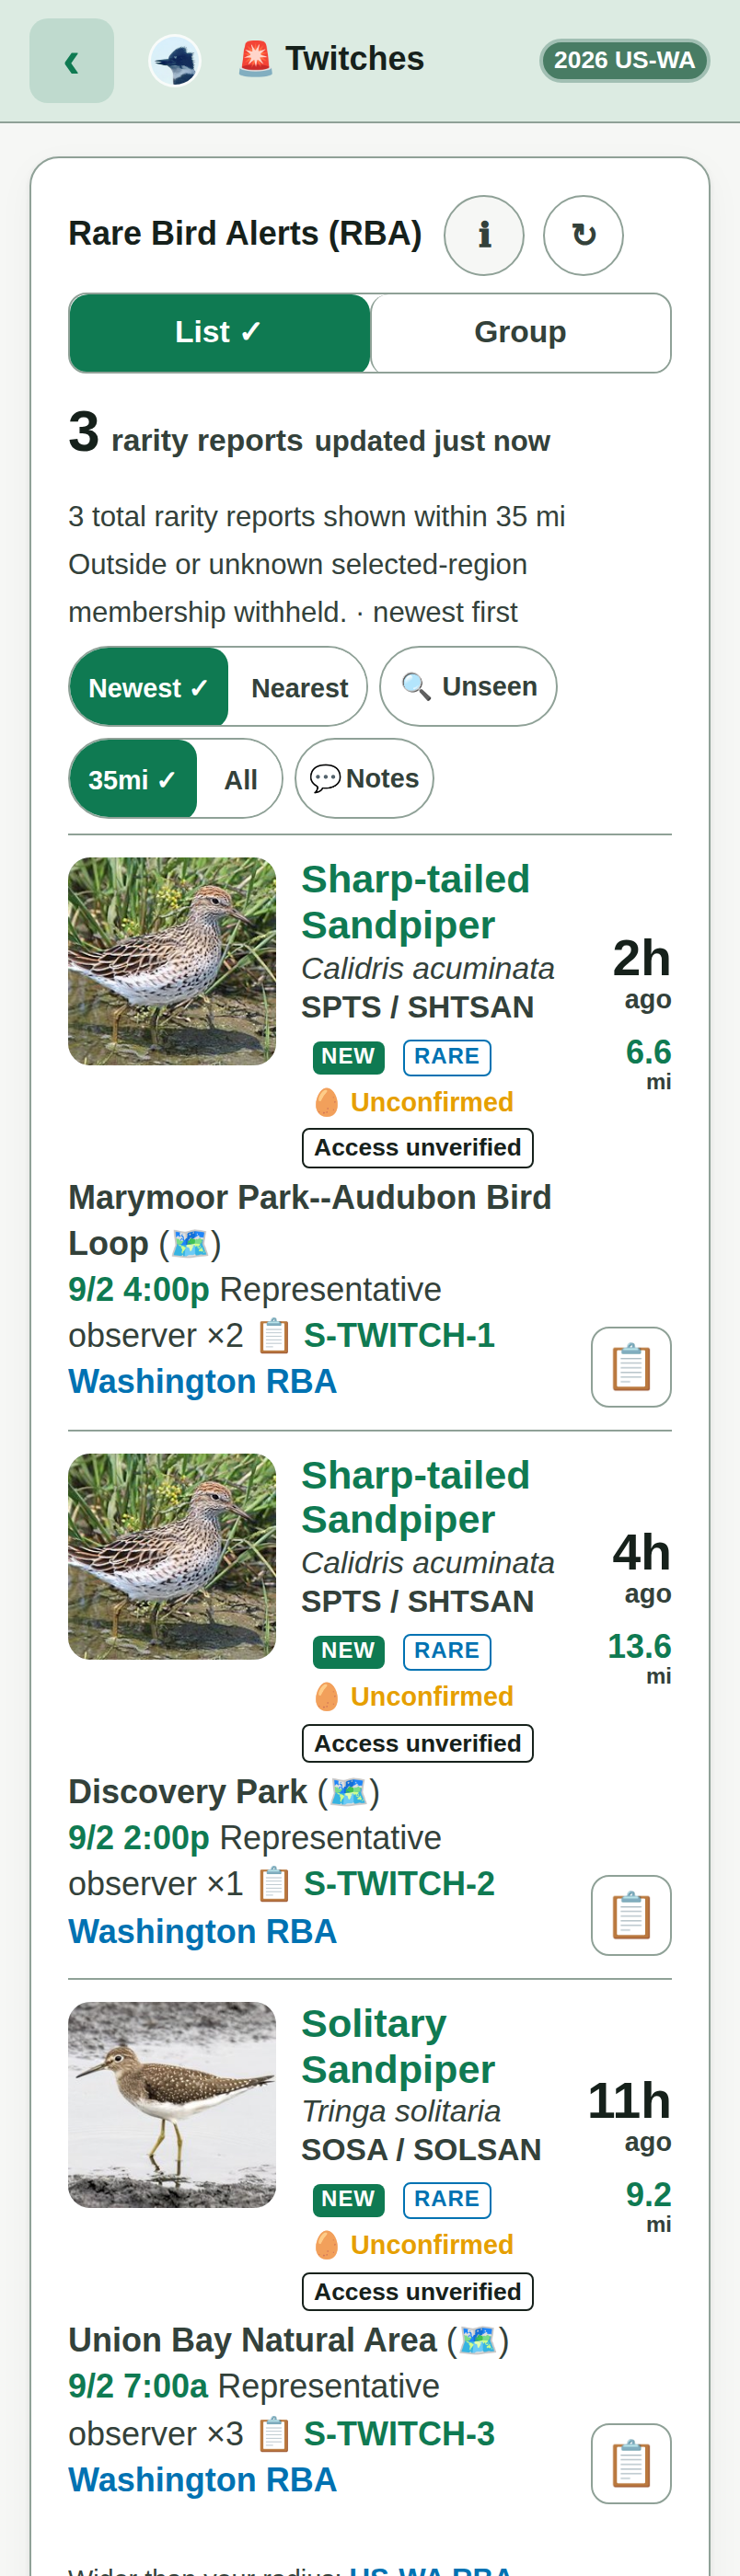 ‹ 🚨 Twitches 2026 US-WA
Rare Bird Alerts (RBA) ℹ ↻
List ✓ Group
3 rarity reports updated just now
3 total rarity reports shown within 35 mi
Outside or unknown selected-region
membership withheld. · newest first
Newest ✓ Nearest 🔍 Unseen
35mi ✓ All 💬 Notes
Sharp-tailed
Sandpiper
Calidris acuminata
SPTS / SHTSAN
2h
ago
NEW RARE
6.6
mi
🥚 Unconfirmed
Access unverified
Marymoor Park--Audubon Bird
Loop (🗺️)
9/2 4:00p Representative
observer ×2 📋 S-TWITCH-1
Washington RBA
📋
Sharp-tailed
Sandpiper
Calidris acuminata
SPTS / SHTSAN
4h
ago
NEW RARE
13.6
mi
🥚 Unconfirmed
Access unverified
Discovery Park (🗺️)
9/2 2:00p Representative
observer ×1 📋 S-TWITCH-2
Washington RBA
📋
Solitary
Sandpiper
Tringa solitaria
SOSA / SOLSAN
11h
ago
NEW RARE
9.2
mi
🥚 Unconfirmed
Access unverified
Union Bay Natural Area (🗺️)
9/2 7:00a Representative
observer ×3 📋 S-TWITCH-3
Washington RBA
📋
Wider than your radius: US-WA RBA